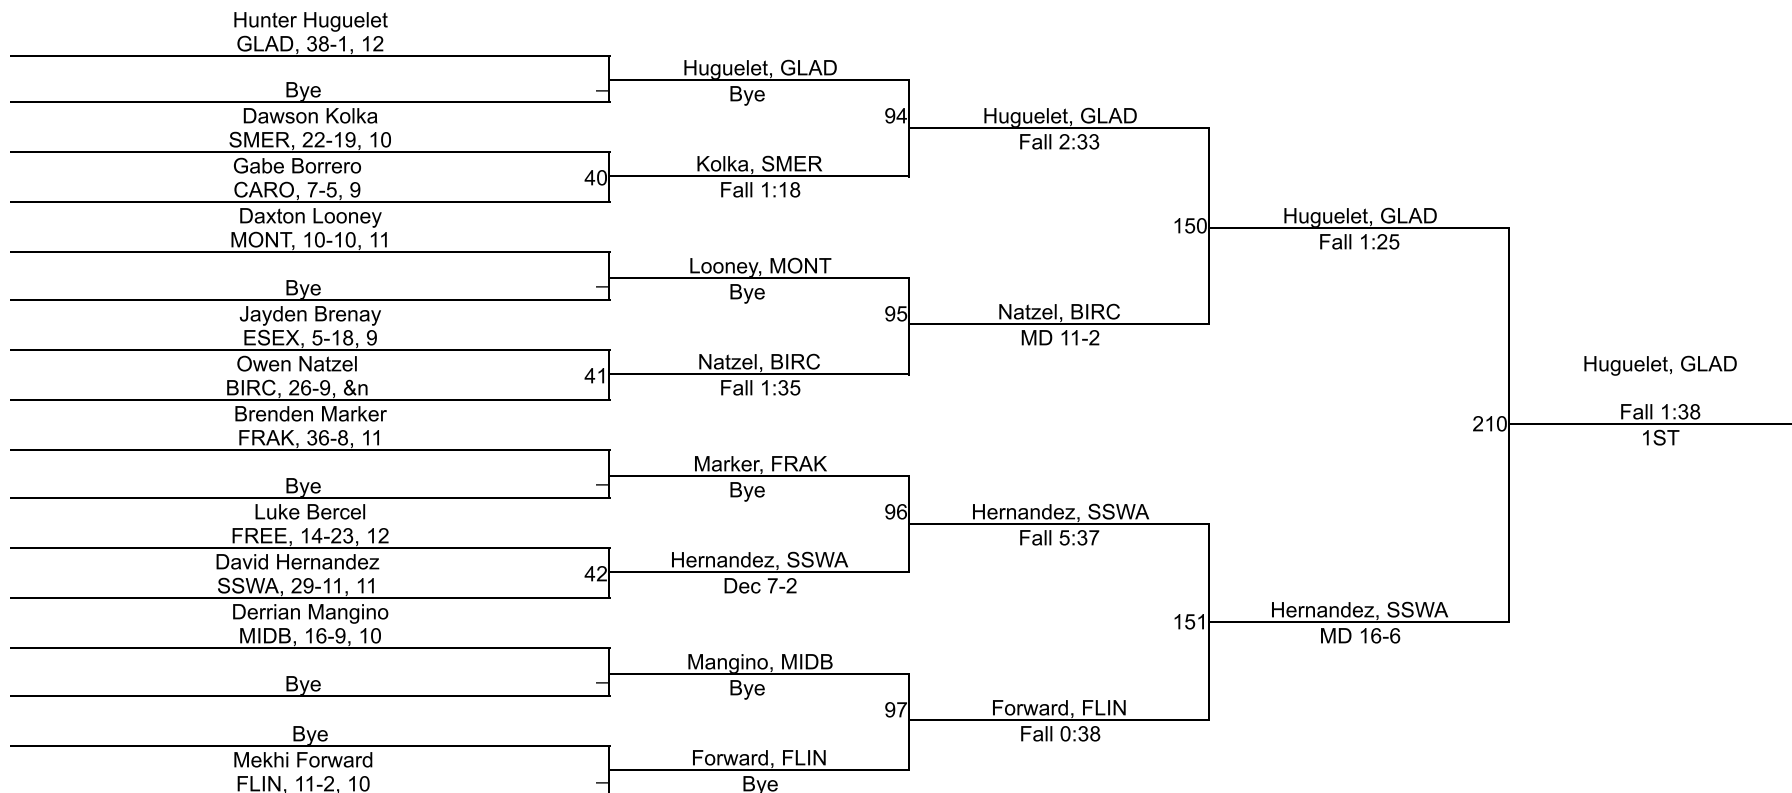 Hunter Huguelet
GLAD, 38-1, 12
Bye
Dawson Kolka
SMER, 22-19, 10
Gabe Borrero
CARO, 7-5, 9
Daxton Looney
MONT, 10-10, 11
Bye
Jayden Brenay
ESEX, 5-18, 9
Owen Natzel
BIRC, 26-9, &n
Brenden Marker
FRAK, 36-8, 11
Bye
Luke Bercel
FREE, 14-23, 12
David Hernandez
SSWA, 29-11, 11
Derrian Mangino
MIDB, 16-9, 10
Bye
Bye
Mekhi Forward
FLIN, 11-2, 10
40
41
42
Huguelet, GLAD
Bye
Kolka, SMER
Fall 1:18
Looney, MONT
Bye
Natzel, BIRC
Fall 1:35
Marker, FRAK
Bye
Hernandez, SSWA
Dec 7-2
Mangino, MIDB
Bye
Forward, FLIN
Bye
94
95
96
97
Huguelet, GLAD
Fall 2:33
Natzel, BIRC
MD 11-2
Hernandez, SSWA
Fall 5:37
Forward, FLIN
Fall 0:38
150
151
Huguelet, GLAD
Fall 1:25
Hernandez, SSWA
MD 16-6
210
Huguelet, GLAD
Fall 1:38
1ST